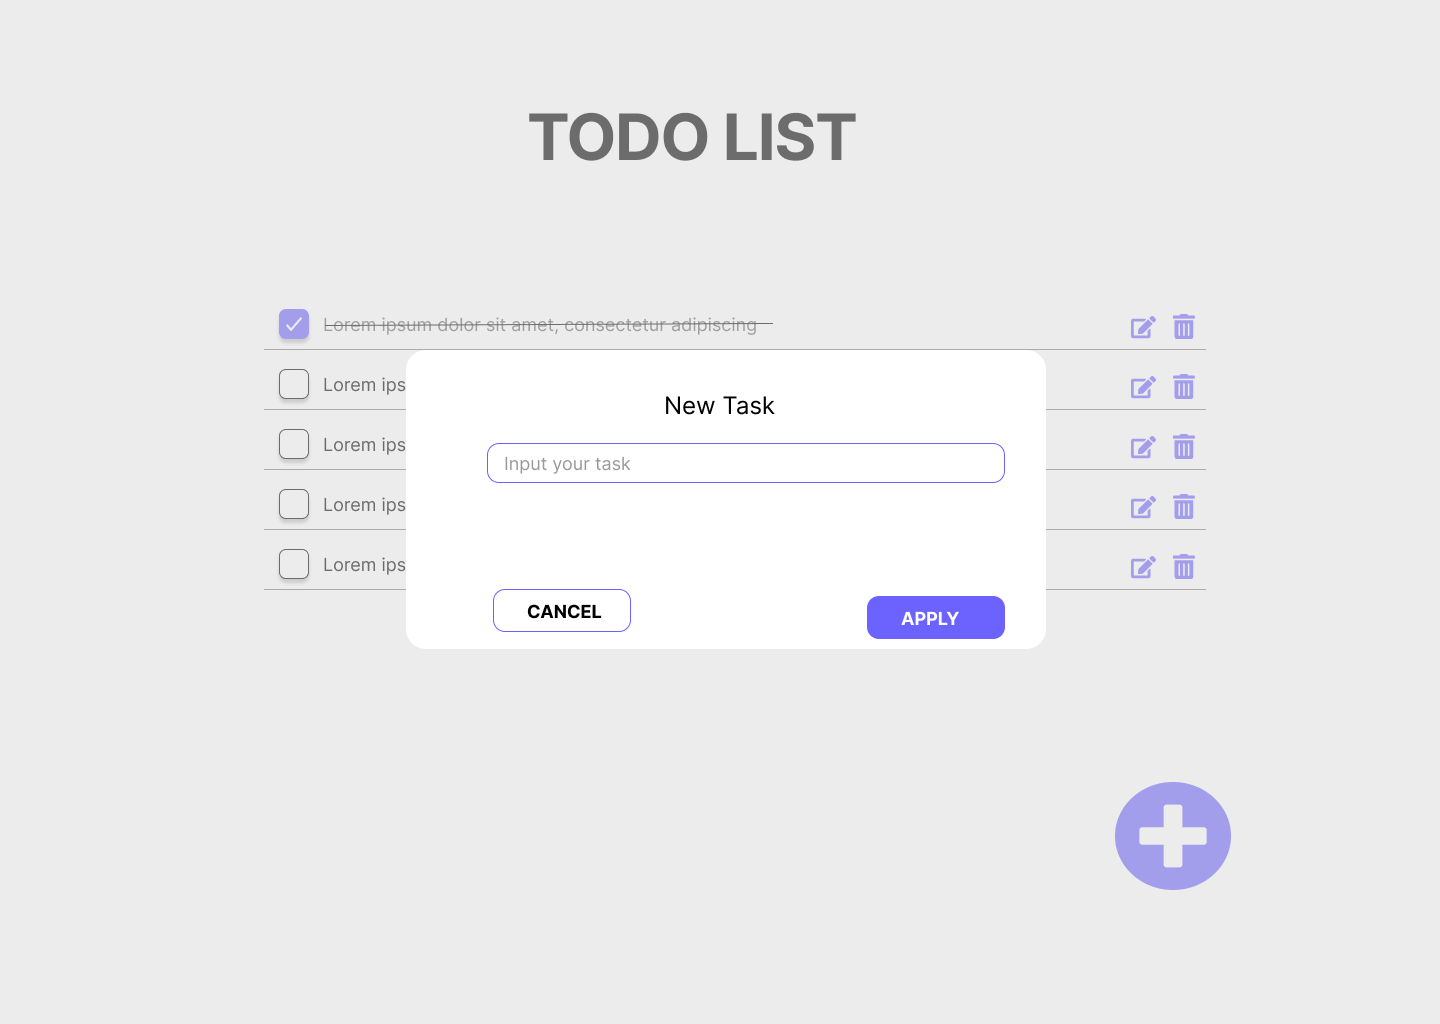 TODO LIST
Lorem ipsum dolor sit amet, consectetur adipiscing
Lorem ips
New Task
Lorem ips
Input your task
Lorem ips
Lorem ips
CANCEL
APPLY